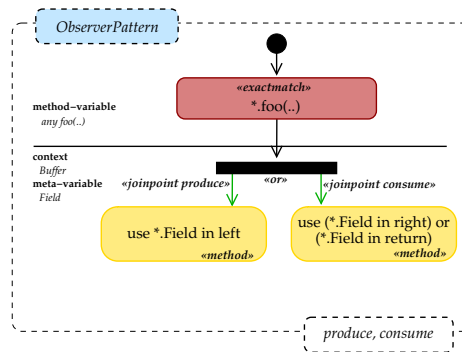 ObserverPattern
«exactmatch»
*.foo(..)
method–variable
any foo(..)
context
Buffer
meta–variable
Field
«or»
«joinpoint produce»
«joinpoint consume»
use *.Field in left
«method»
use (*.Field in right) or
(*.Field in return)
«method»
produce, consume